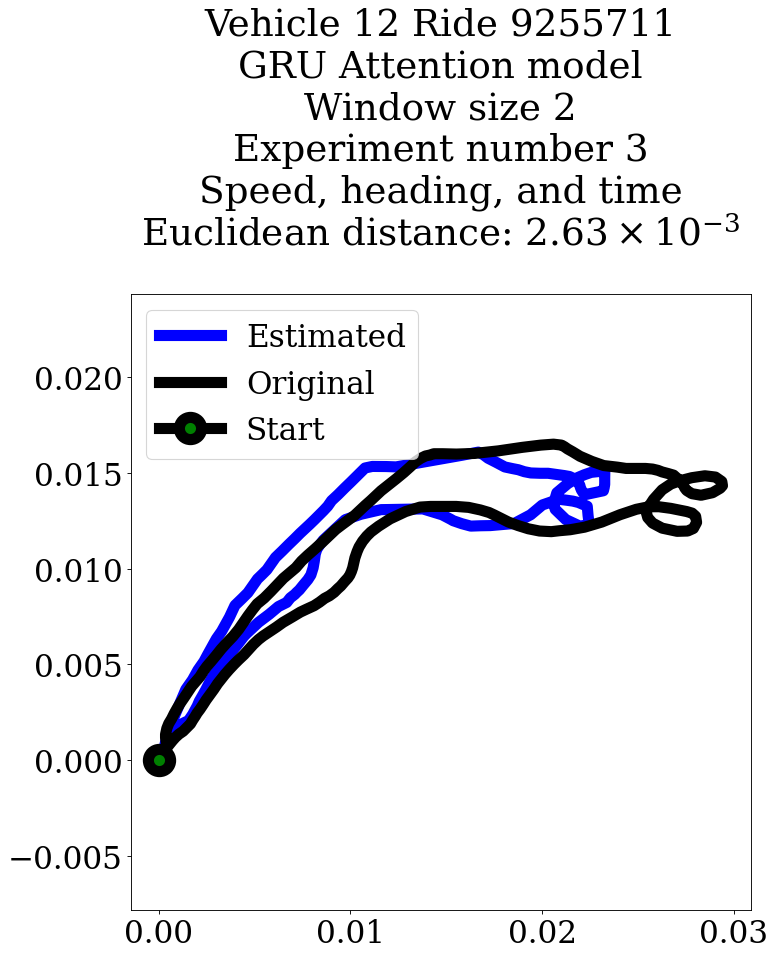 Vehicle 12 Ride 9255711
GRU Attention model
Window size 2
Experiment number 3
Speed, heading, and time
Euclidean distance: 2.63 × 10⁻³
Estimated
Original
Start
0.020
0.015
0.010
0.005
0.000
−0.005
0.00 0.01 0.02 0.03